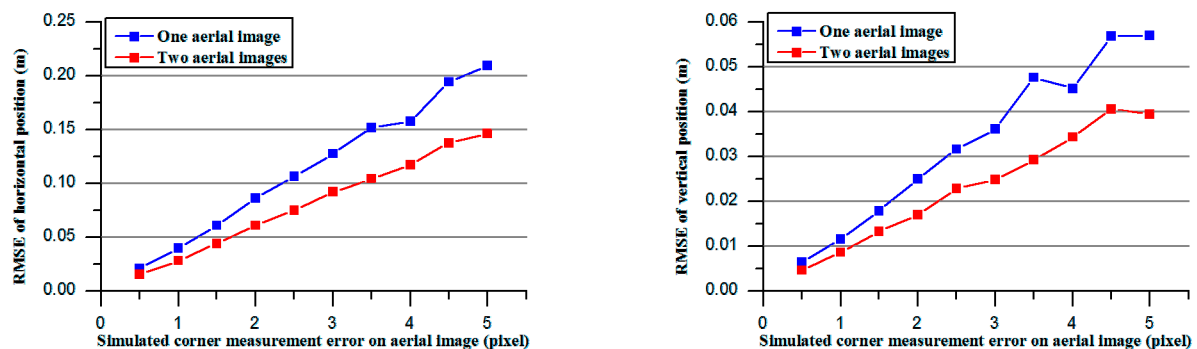 0.25
0.20
0.15
0.10
0.05
0.00
RMSE of horizontal position (m)
One aerial image
Two aerial images
0 1 2 3 4 5
Simulated corner measurement error on aerial image (pixel)
0.06
0.05
0.04
0.03
0.02
0.01
0.00
RMSE of vertical position (m)
One aerial image
Two aerial images
0 1 2 3 4 5
Simulated corner measurement error on aerial image (pixel)